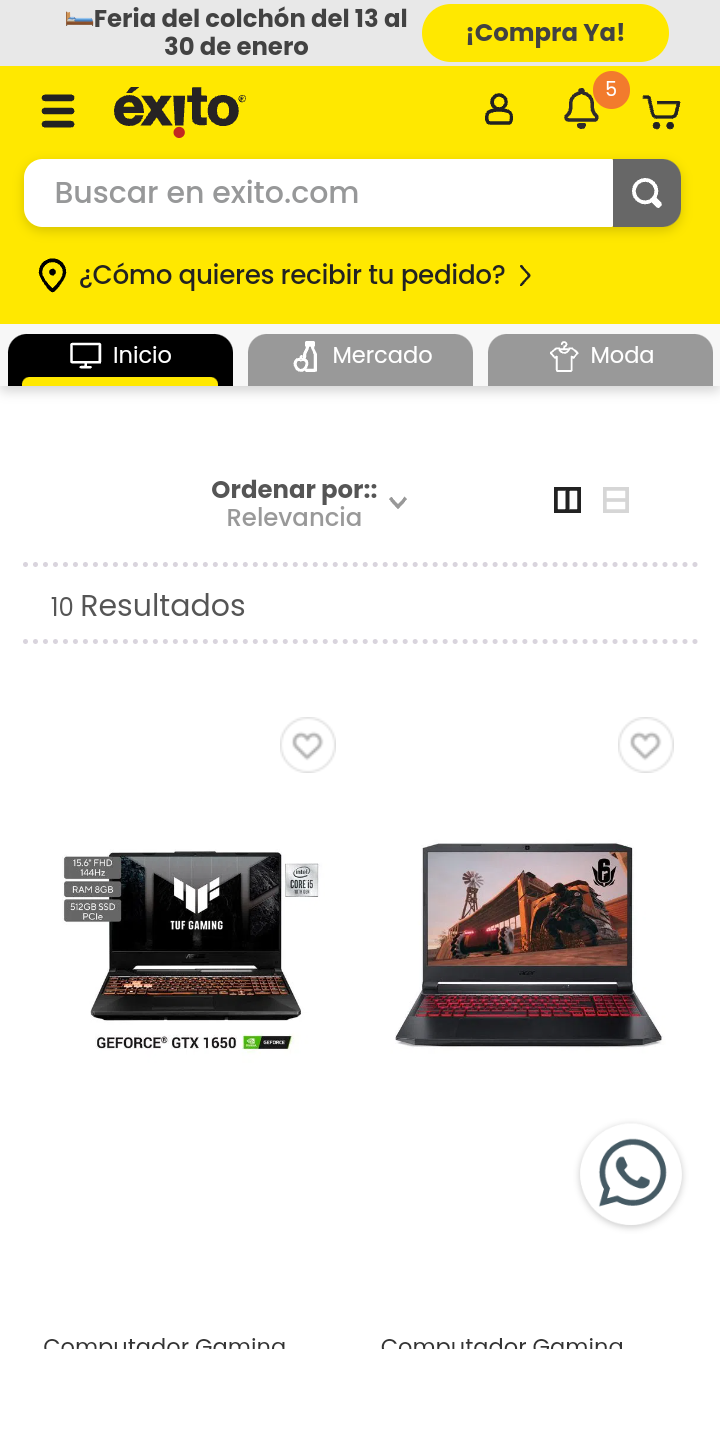 Feria del colchón del 13 al
30 de enero
¡Compra Ya!
éxito
5
Buscar en exito.com
¿Cómo quieres recibir tu pedido?
Inicio
Mercado
Moda
Ordenar por::
Relevancia
10 Resultados
15.6" FHD
144Hz
RAM 8GB
512GB SSD
PCIe
TUF GAMING
intel
CORE i5
GEFORCE® GTX 1650
GEFORCE
acer
Computador Gaming
Computador Gaming